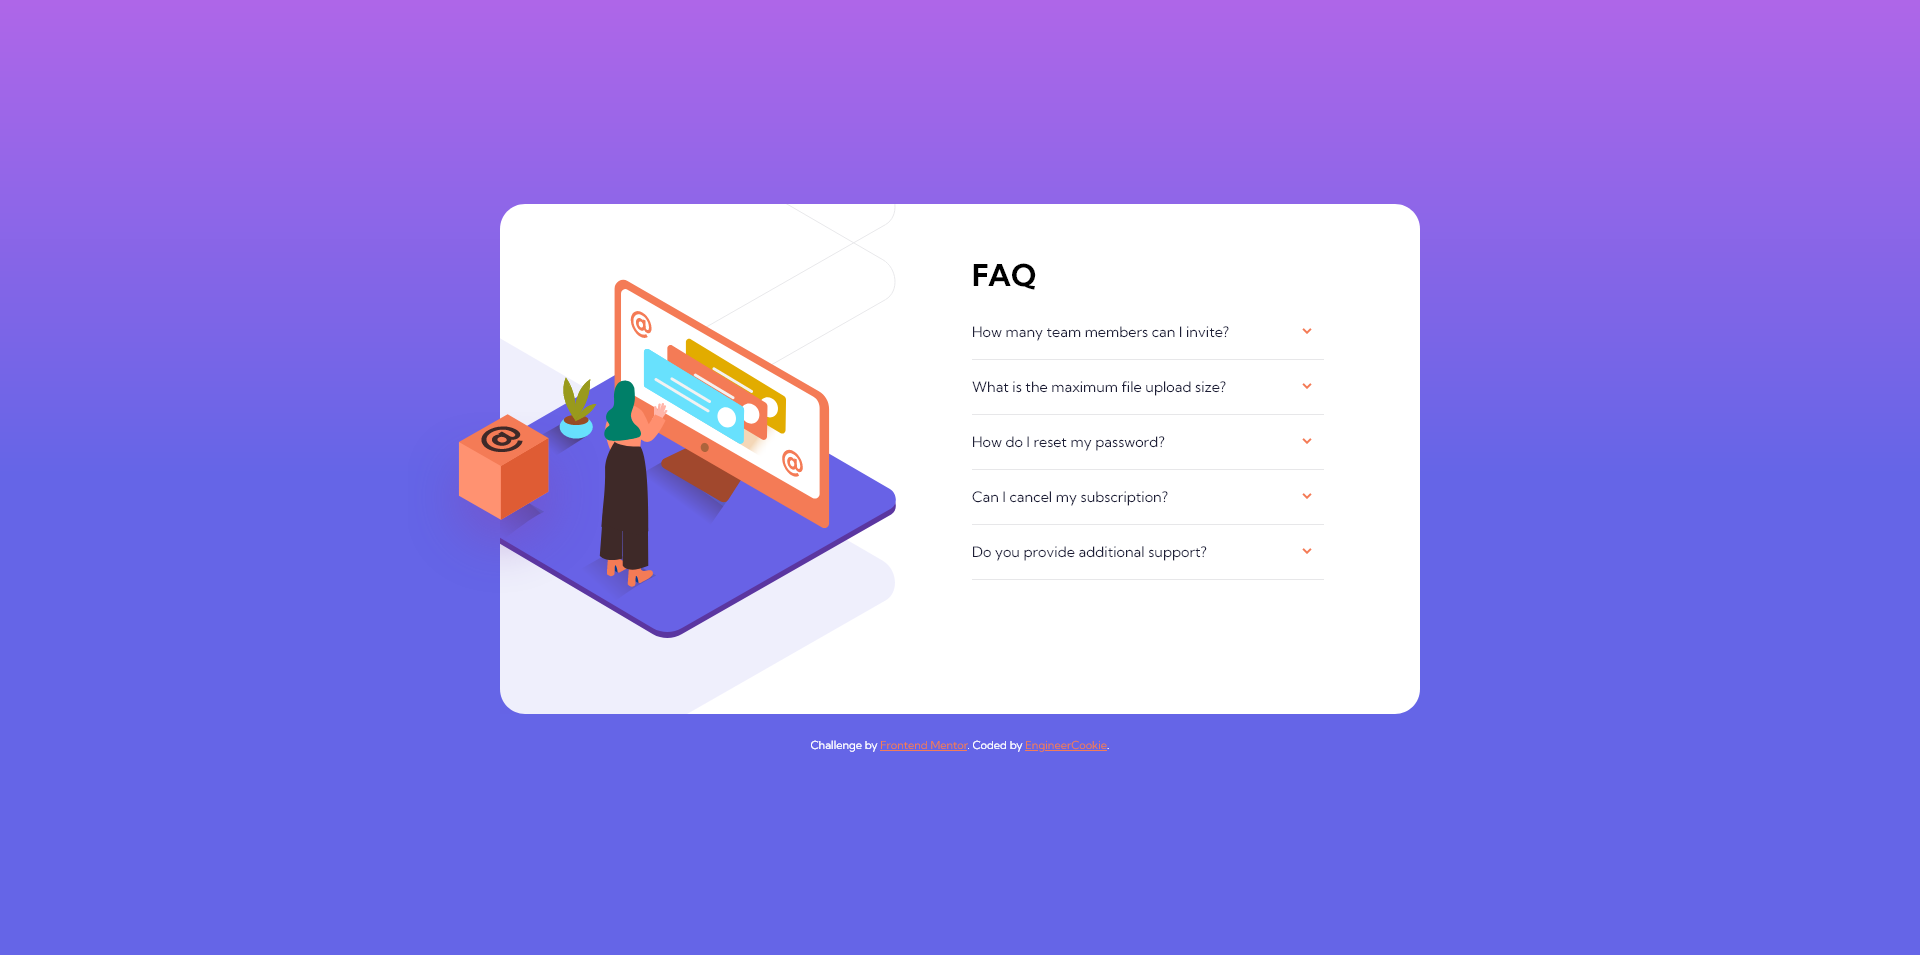 FAQ
How many team members can I invite?
What is the maximum file upload size?
How do I reset my password?
Can I cancel my subscription?
Do you provide additional support?
@
@
@
Challenge by Frontend Mentor. Coded by EngineerCookie.